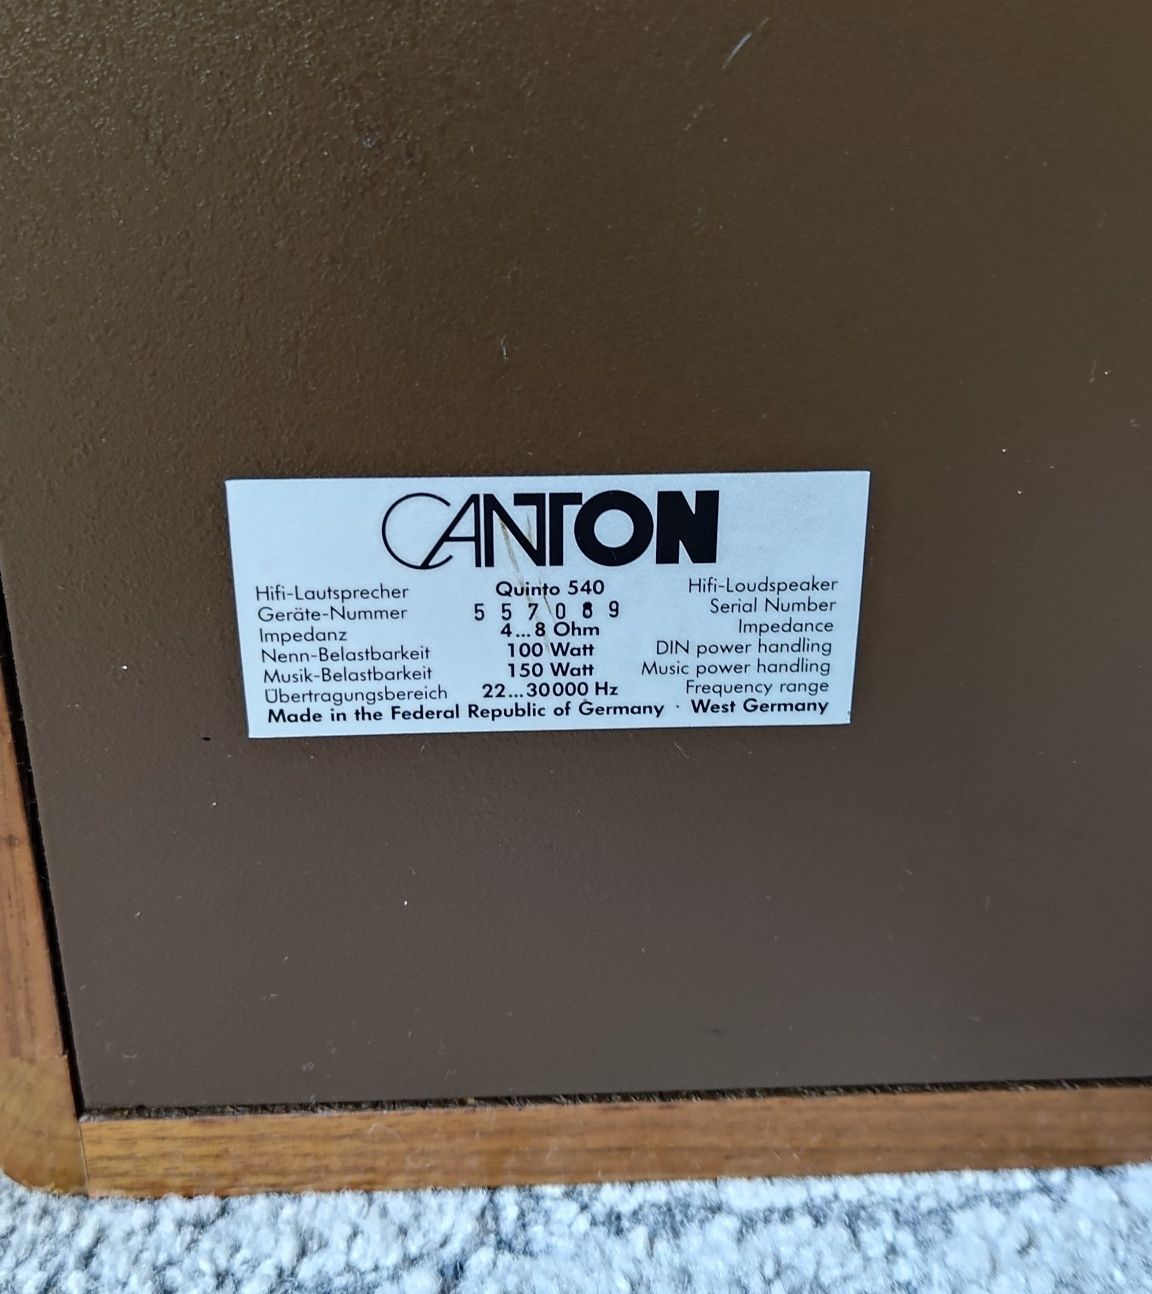 CANTON
Hifi-Lautsprecher Quinto 540 Hifi-Loudspeaker
Geräte-Nummer 557089 Serial Number
Impedanz 4...8 Ohm Impedance
Nenn-Belastbarkeit 100 Watt DIN power handling
Musik-Belastbarkeit 150 Watt Music power handling
Übertragungsbereich 22...30000 Hz Frequency range
Made in the Federal Republic of Germany · West Germany